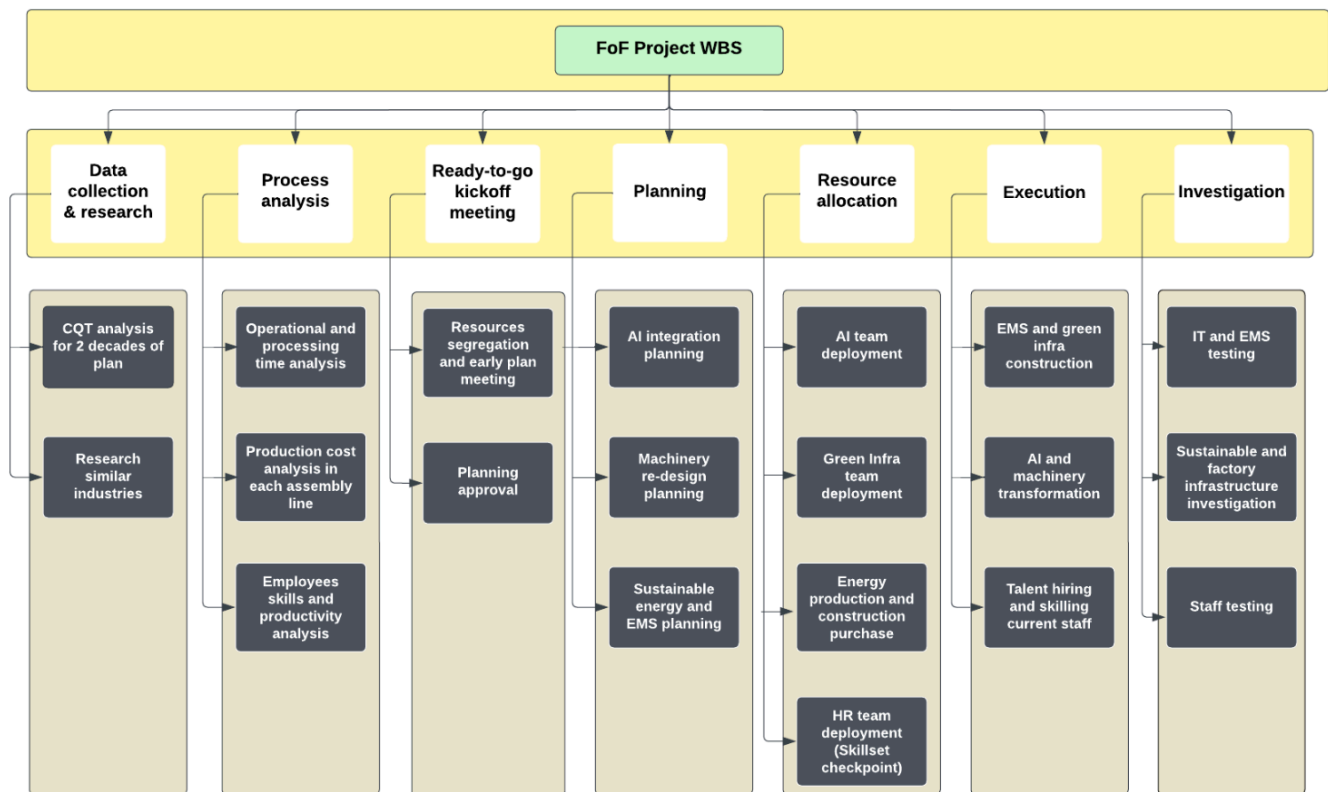 FoF Project WBS
Data
collection
& research
Process
analysis
Ready-to-go
kickoff
meeting
Planning
Resource
allocation
Execution
Investigation
CQT analysis
for 2 decades of
plan
Research
similar
industries
Operational and
processing
time analysis
Production cost
analysis in
each assembly
line
Employees
skills and
productivity
analysis
Resources
segregation
and early plan
meeting
Planning
approval
AI integration
planning
Machinery
re-design
planning
Sustainable
energy and
EMS planning
AI team
deployment
Green Infra
team
deployment
Energy
production and
construction
purchase
HR team
deployment
(Skillset
checkpoint)
EMS and green
infra
construction
AI and
machinery
transformation
Talent hiring
and skilling
current staff
IT and EMS
testing
Sustainable and
factory
infrastructure
investigation
Staff testing